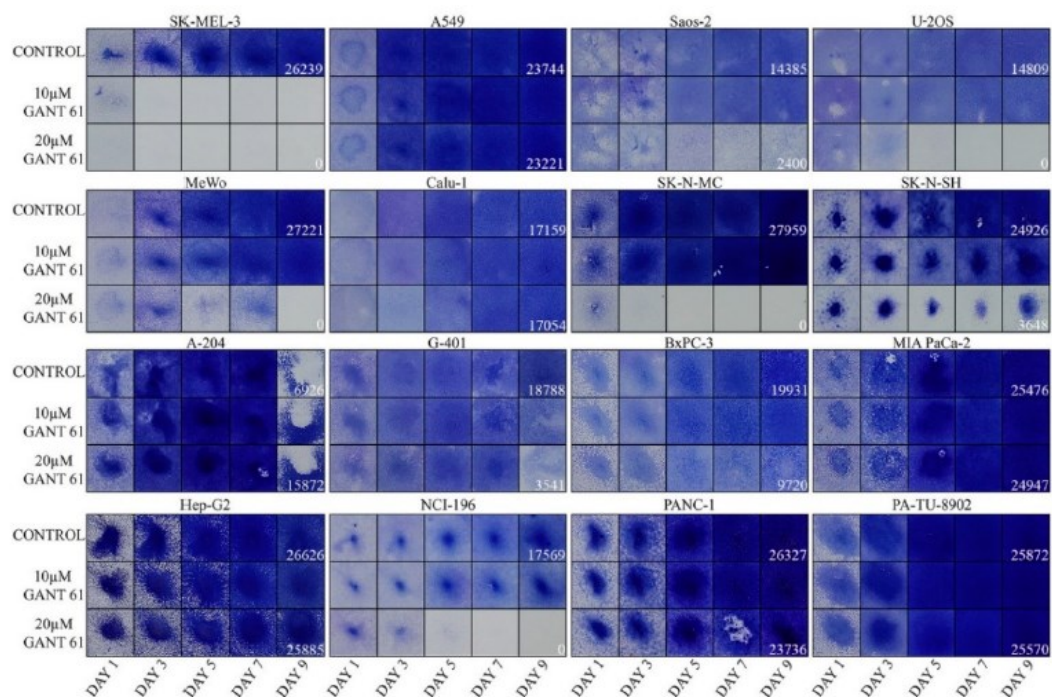 SK-MEL-3 A549 Saos-2 U-2OS
CONTROL 26239 23744 14385 14809
10µM
GANT 61
20µM
GANT 61 0 23221 2400 0
MeWo Calu-1 SK-N-MC SK-N-SH
CONTROL 27221 17159 27959 24926
10µM
GANT 61
20µM
GANT 61 0 17054 0 3648
A-204 G-401 BxPC-3 MIA PaCa-2
CONTROL 16926 18788 19931 25476
10µM
GANT 61
20µM
GANT 61 15872 3541 9720 24947
Hep-G2 NCI-196 PANC-1 PA-TU-8902
CONTROL 26626 17569 26327 25872
10µM
GANT 61
20µM
GANT 61 25885 0 23736 25570
DAY 1 DAY 3 DAY 5 DAY 7 DAY 9 DAY 1 DAY 3 DAY 5 DAY 7 DAY 9 DAY 1 DAY 3 DAY 5 DAY 7 DAY 9 DAY 1 DAY 3 DAY 5 DAY 7 DAY 9